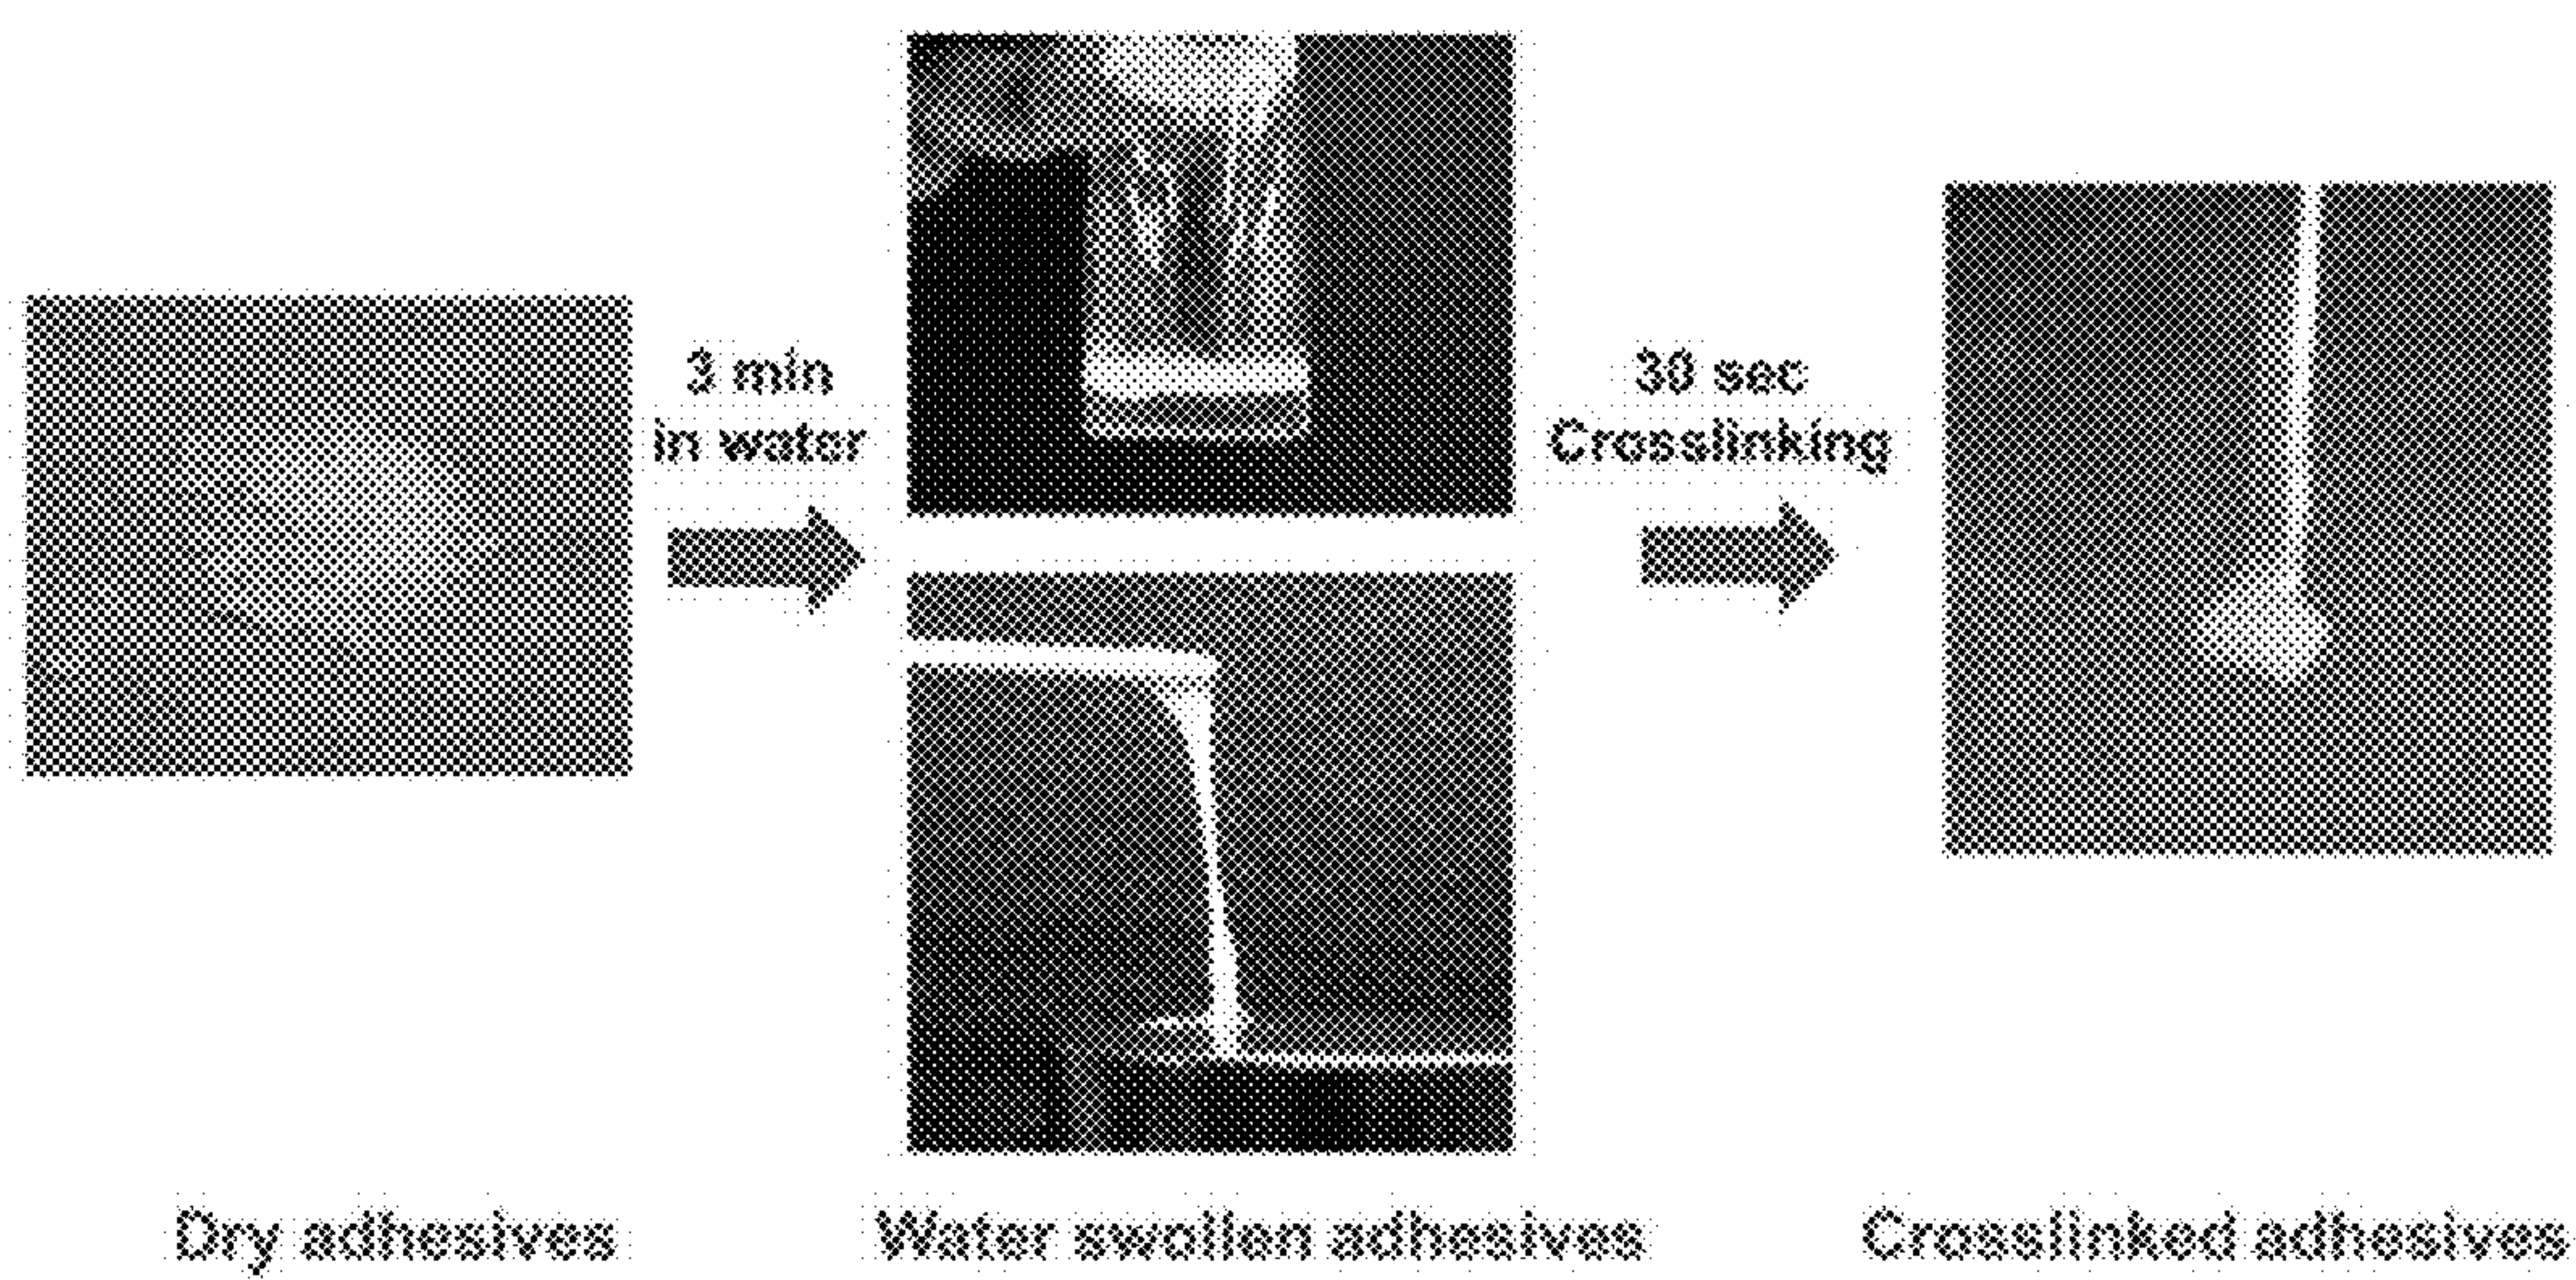 3 min
in water
30 sec
Crosslinking
Dry adhesives
Water swollen adhesives
Crosslinked adhesives